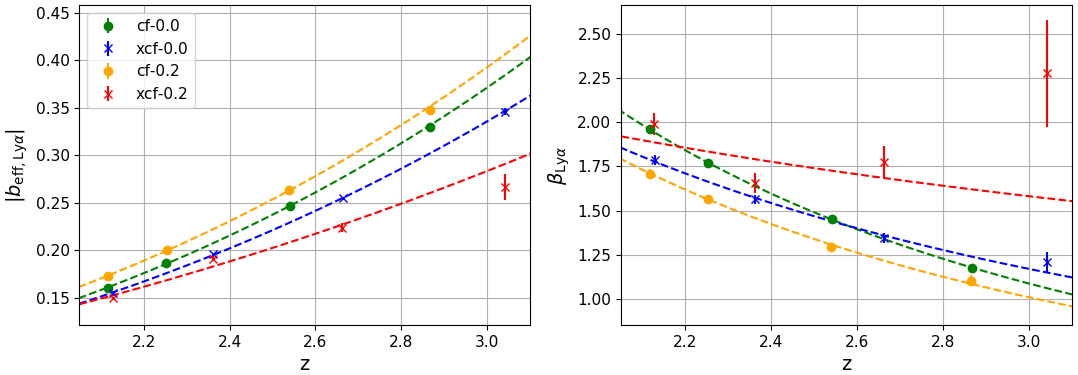 0.45
0.40
0.35
0.30
0.25
0.20
0.15
|b_eff, Lyα|
cf-0.0
xcf-0.0
cf-0.2
xcf-0.2
2.2 2.4 2.6 2.8 3.0
z
2.50
2.25
2.00
1.75
1.50
1.25
1.00
β_Lyα
2.2 2.4 2.6 2.8 3.0
z